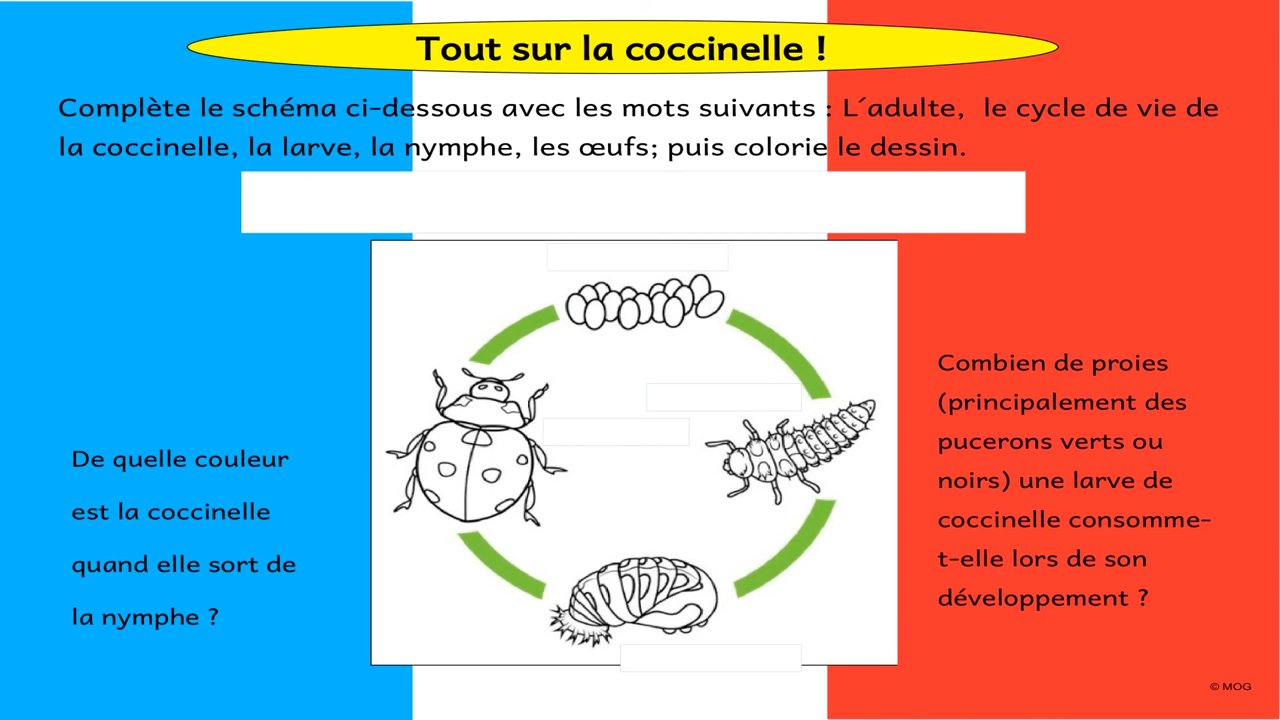 Tout sur la coccinelle !
Complète le schéma ci-dessous avec les mots suivants : L´adulte, le cycle de vie de
la coccinelle, la larve, la nymphe, les œufs; puis colorie le dessin.
De quelle couleur
est la coccinelle
quand elle sort de
la nymphe ?
Combien de proies
(principalement des
pucerons verts ou
noirs) une larve de
coccinelle consomme-
t-elle lors de son
développement ?
© MOG